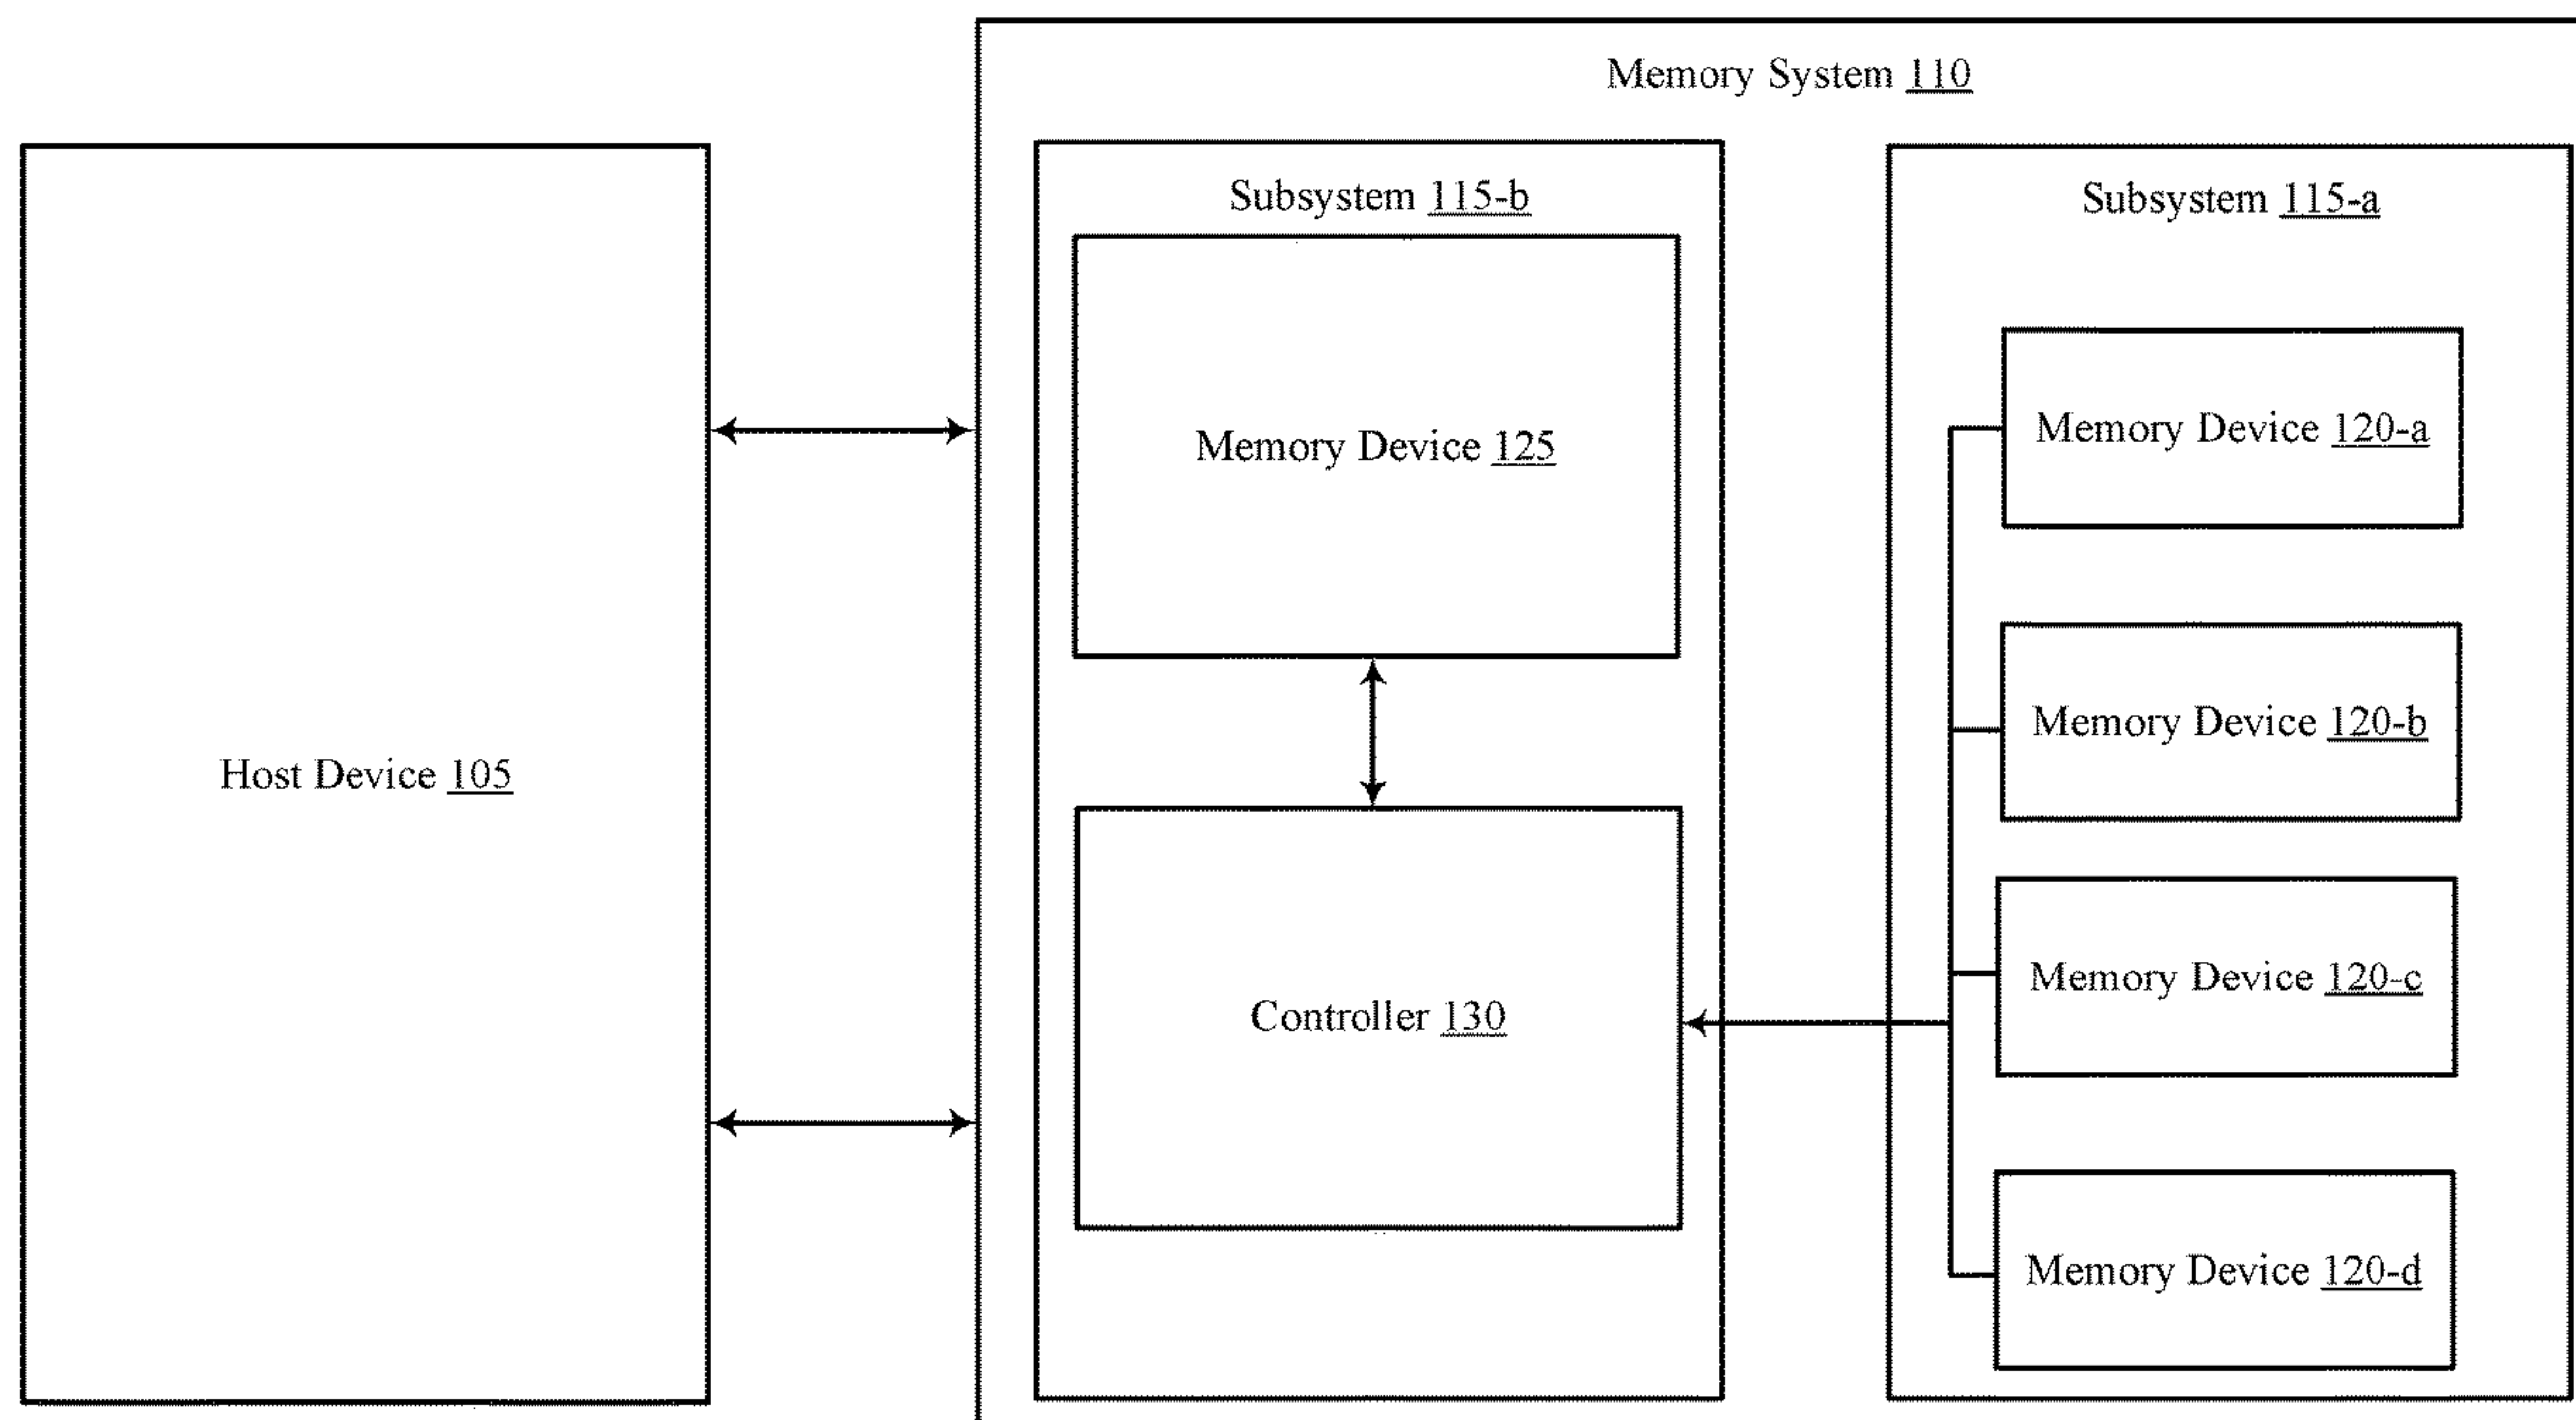 Memory System 110
Host Device 105
Subsystem 115-b
Memory Device 125
Controller 130
Subsystem 115-a
Memory Device 120-a
Memory Device 120-b
Memory Device 120-c
Memory Device 120-d